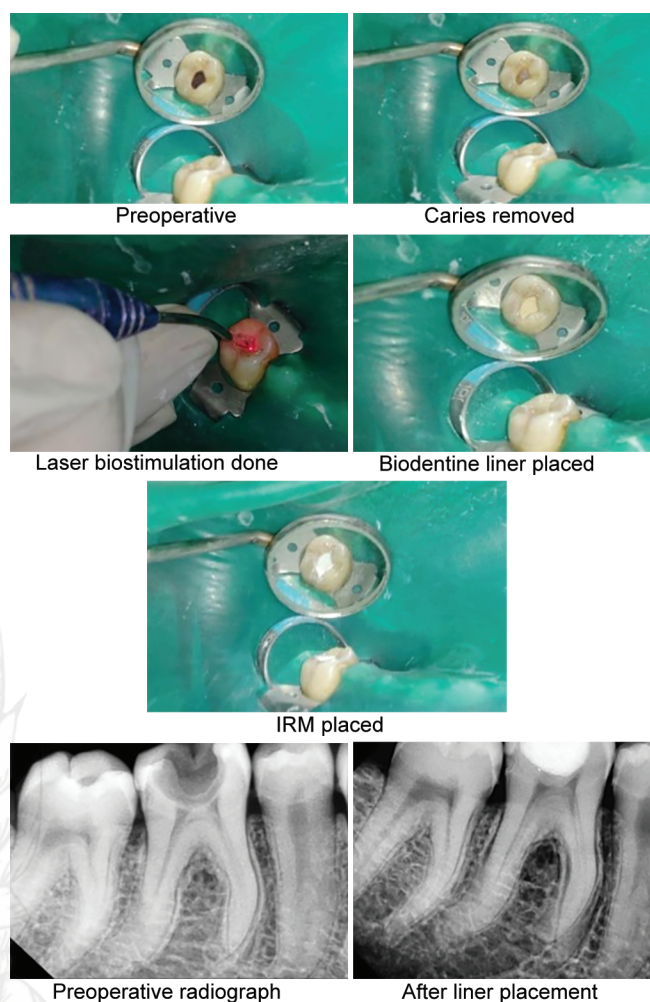 Preoperative
Caries removed
Laser biostimulation done
Biodentine liner placed
IRM placed
Preoperative radiograph
After liner placement